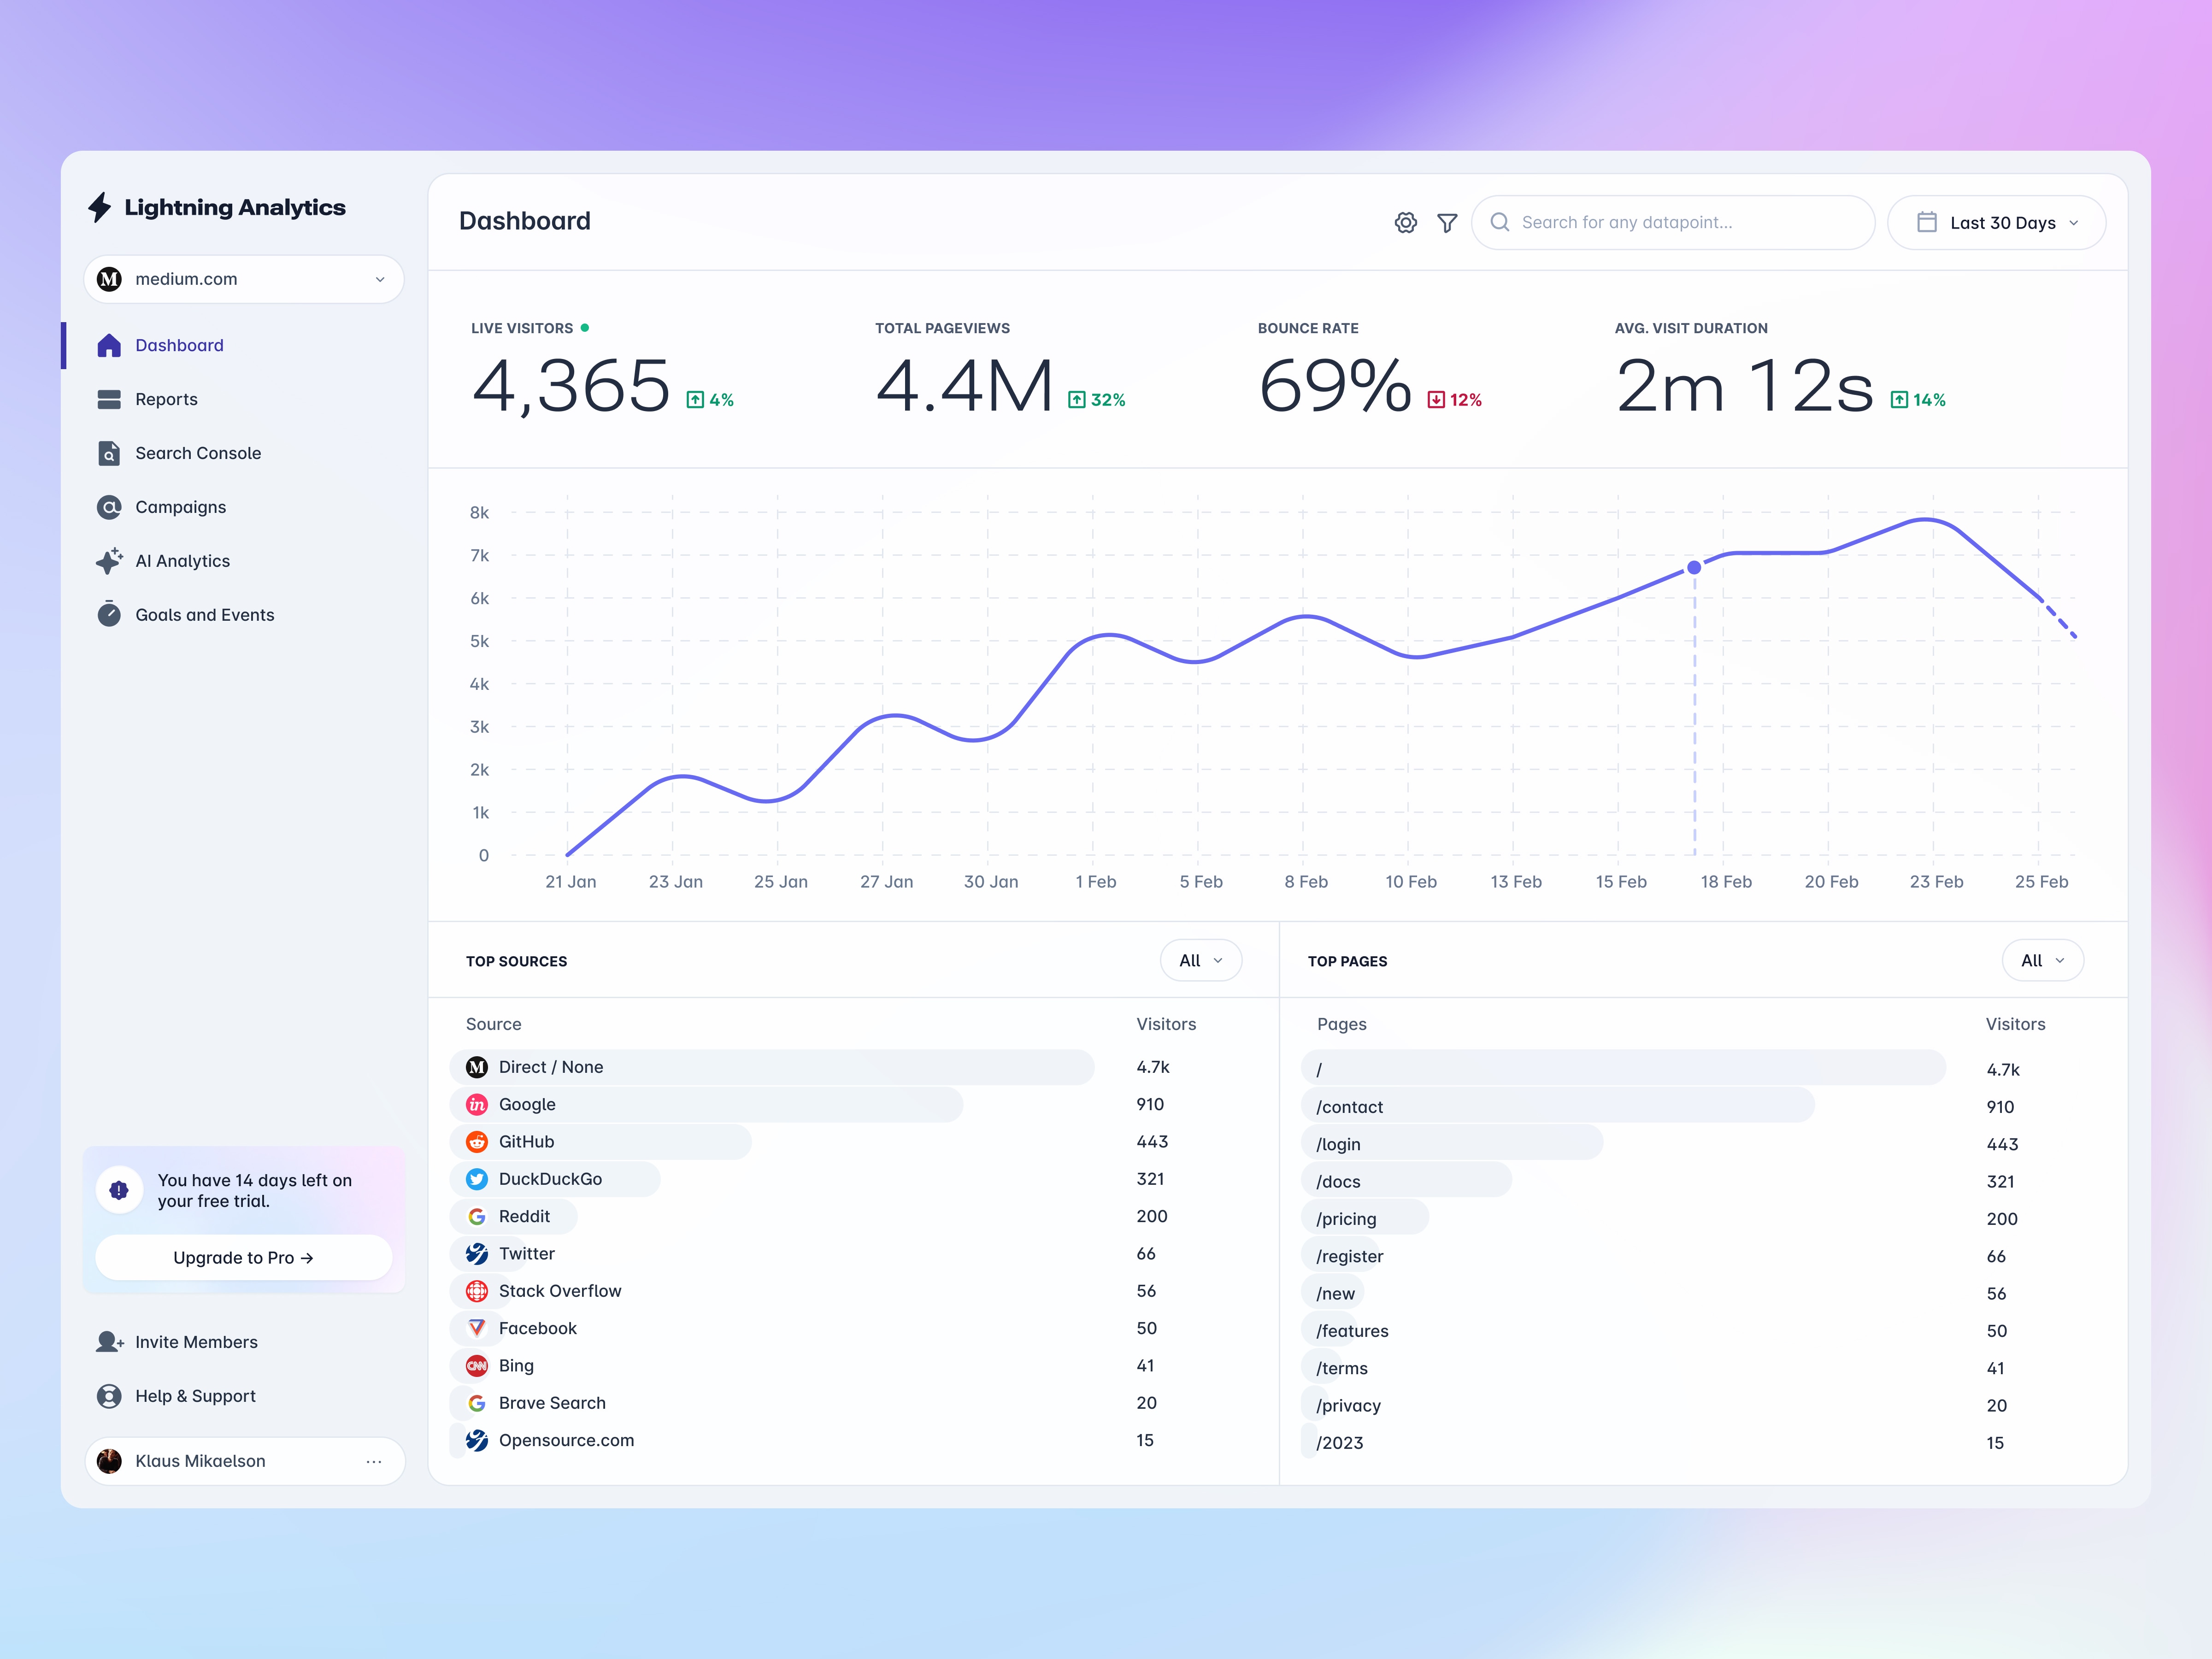 Lightning Analytics
M medium.com
Dashboard
Reports
Search Console
Campaigns
AI Analytics
Goals and Events
You have 14 days left on
your free trial.
Upgrade to Pro →
Invite Members
Help & Support
Klaus Mikaelson ...
Dashboard
Search for any datapoint...
Last 30 Days
LIVE VISITORS
4,365 4%
TOTAL PAGEVIEWS
4.4M 32%
BOUNCE RATE
69% 12%
AVG. VISIT DURATION
2m 12s 14%
8k
7k
6k
5k
4k
3k
2k
1k
0
21 Jan 23 Jan 25 Jan 27 Jan 30 Jan 1 Feb 5 Feb 8 Feb 10 Feb 13 Feb 15 Feb 18 Feb 20 Feb 23 Feb 25 Feb
TOP SOURCES All
Source Visitors
M Direct / None 4.7k
in Google 910
GitHub 443
DuckDuckGo 321
G Reddit 200
Twitter 66
Stack Overflow 56
Facebook 50
CNN Bing 41
G Brave Search 20
Opensource.com 15
TOP PAGES All
Pages Visitors
/ 4.7k
/contact 910
/login 443
/docs 321
/pricing 200
/register 66
/new 56
/features 50
/terms 41
/privacy 20
/2023 15